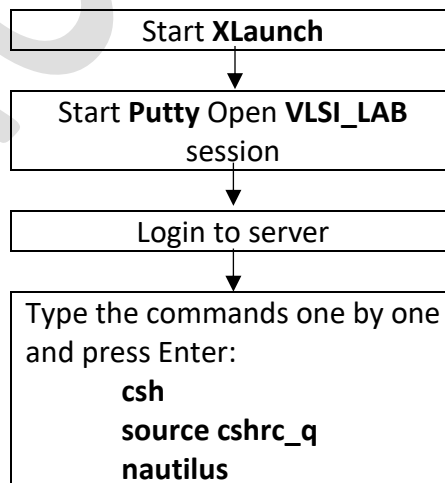 Start XLaunch
Start Putty Open VLSI_LAB
session
Login to server
Type the commands one by one
and press Enter:
csh
source cshrc_q
nautilus